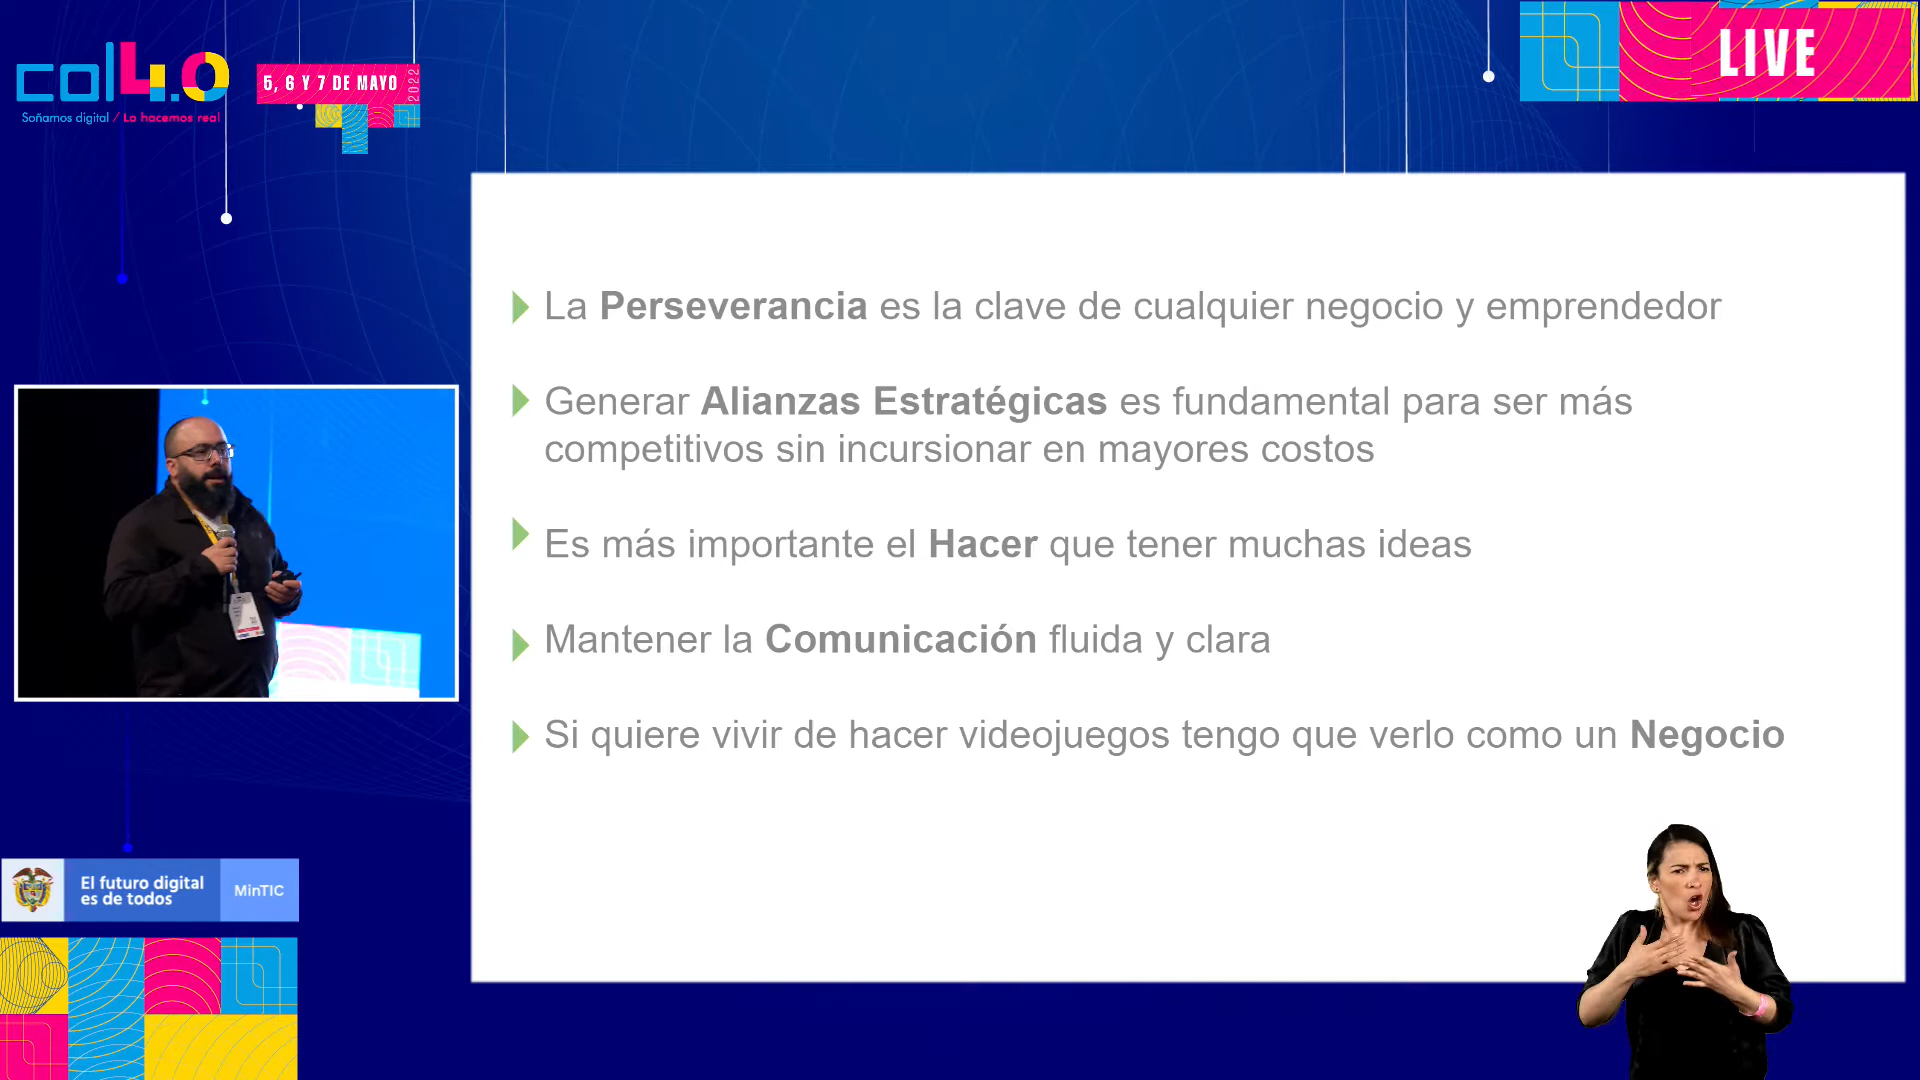 col4.0
Soñamos digital / Lo hacemos real
5, 6 Y 7 DE MAYO
2022
LIVE
La Perseverancia es la clave de cualquier negocio y emprendedor
Generar Alianzas Estratégicas es fundamental para ser más
competitivos sin incursionar en mayores costos
Es más importante el Hacer que tener muchas ideas
Mantener la Comunicación fluida y clara
Si quiere vivir de hacer videojuegos tengo que verlo como un Negocio
El futuro digital
es de todos
MinTIC